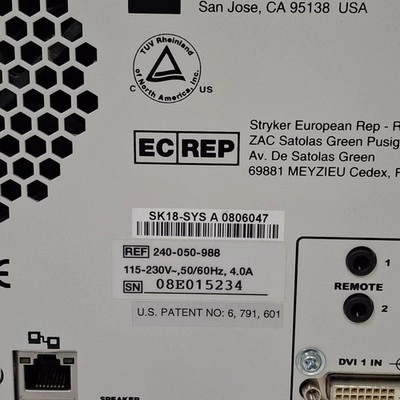 San Jose, CA 95138 USA
TUV Rheinland
of North America, Inc.
C US
EC REP
Stryker European Rep - R
ZAC Satolas Green Pusig
Av. De Satolas Green
69881 MEYZIEU Cedex, F
SK18-SYS A 0806047
REF 240-050-988
115-230V~,50/60Hz, 4.0A
SN 08E015234
U.S. PATENT NO: 6, 791, 601
1
REMOTE
2
DVI 1 IN
SPEAKER